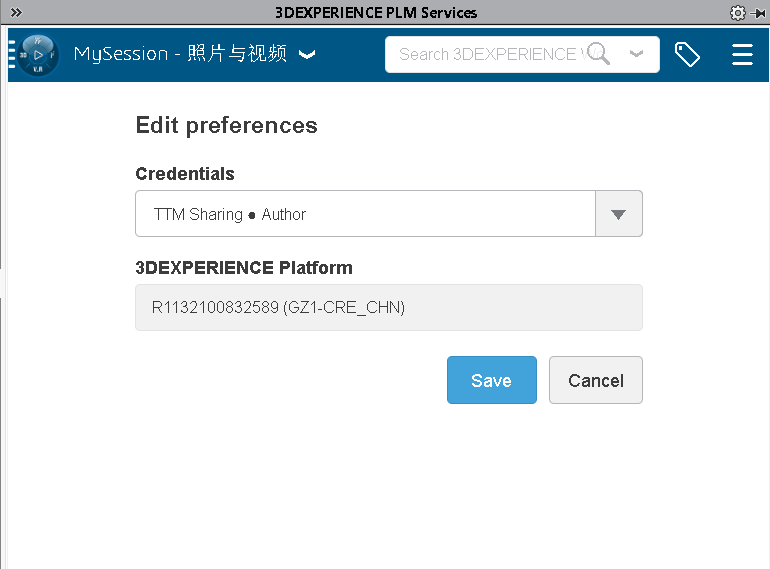 3DEXPERIENCE PLM Services
MySession - 照片与视频
Search 3DEXPERIENCE
Edit preferences
Credentials
TTM Sharing ● Author
3DEXPERIENCE Platform
R1132100832589 (GZ1-CRE_CHN)
Save
Cancel